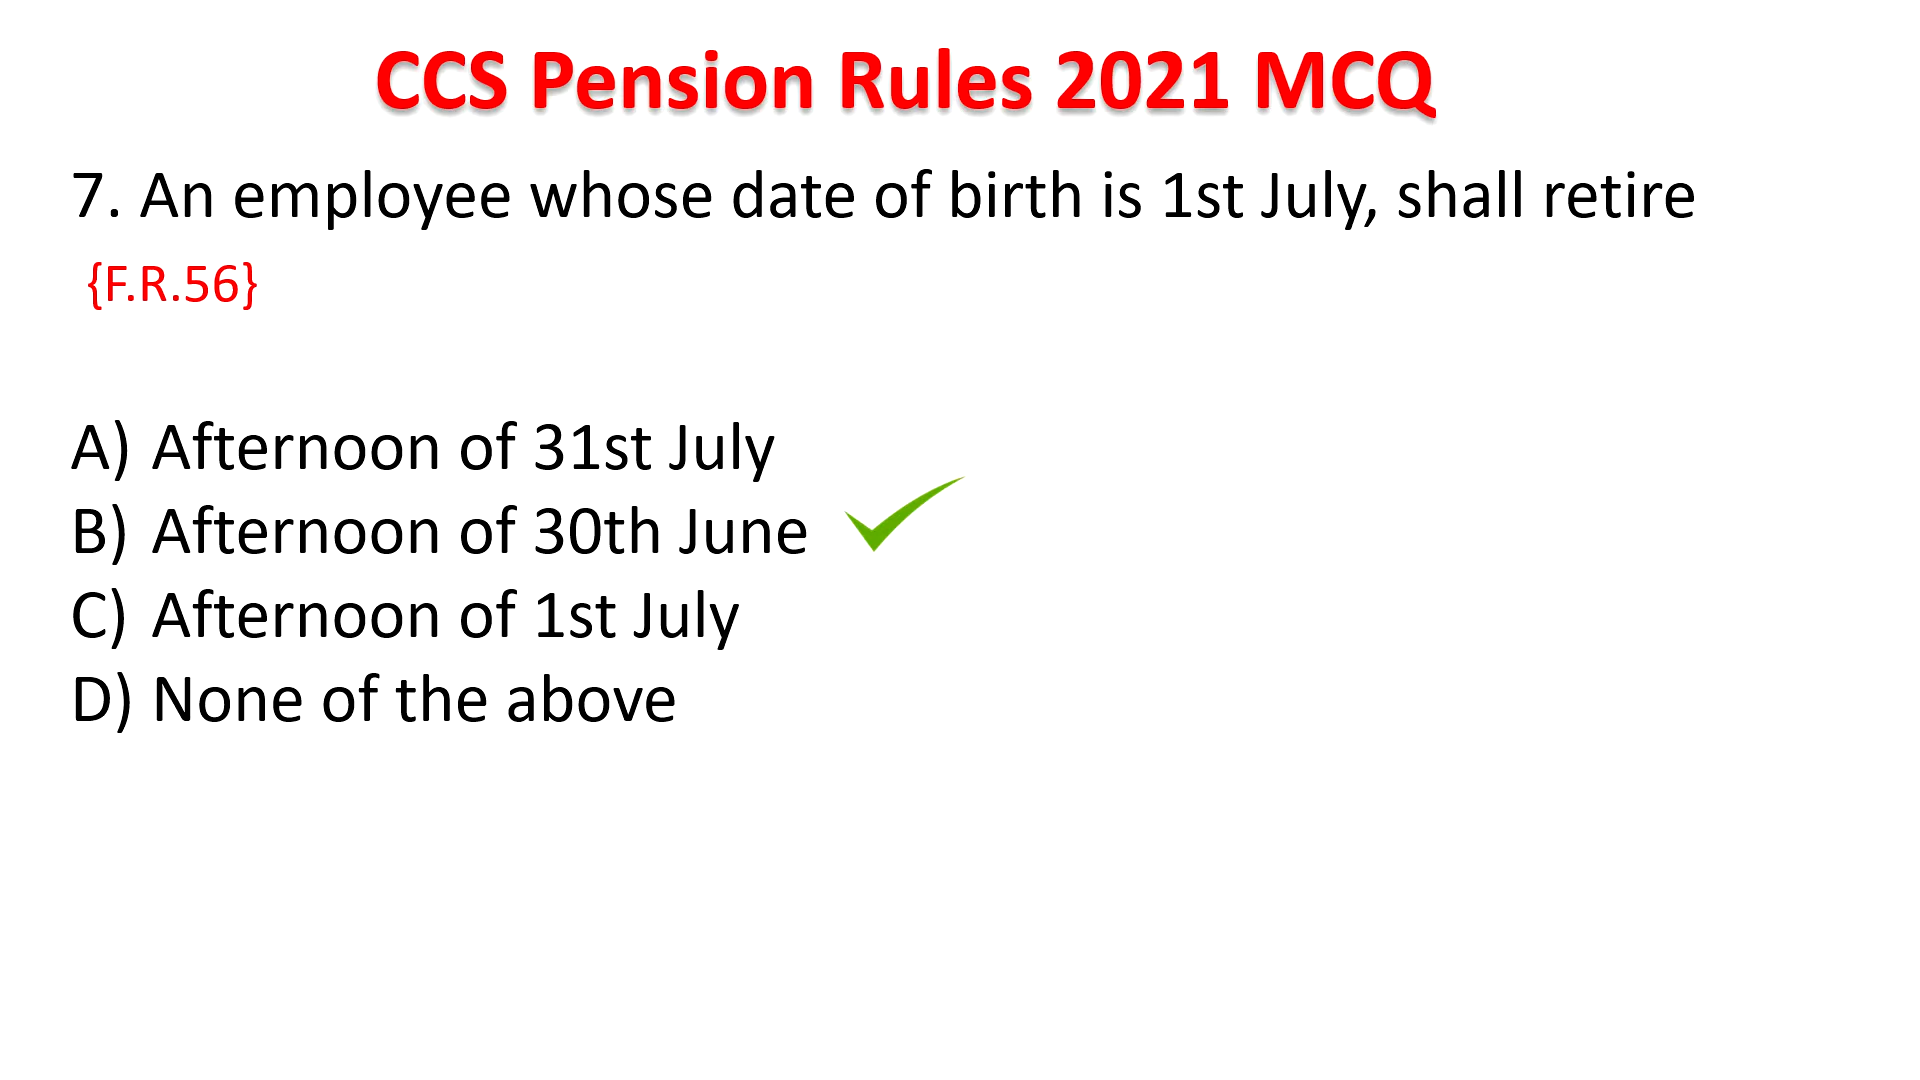 CCS Pension Rules 2021 MCQ
7. An employee whose date of birth is 1st July, shall retire
{F.R.56}
A) Afternoon of 31st July
B) Afternoon of 30th June
C) Afternoon of 1st July
D) None of the above